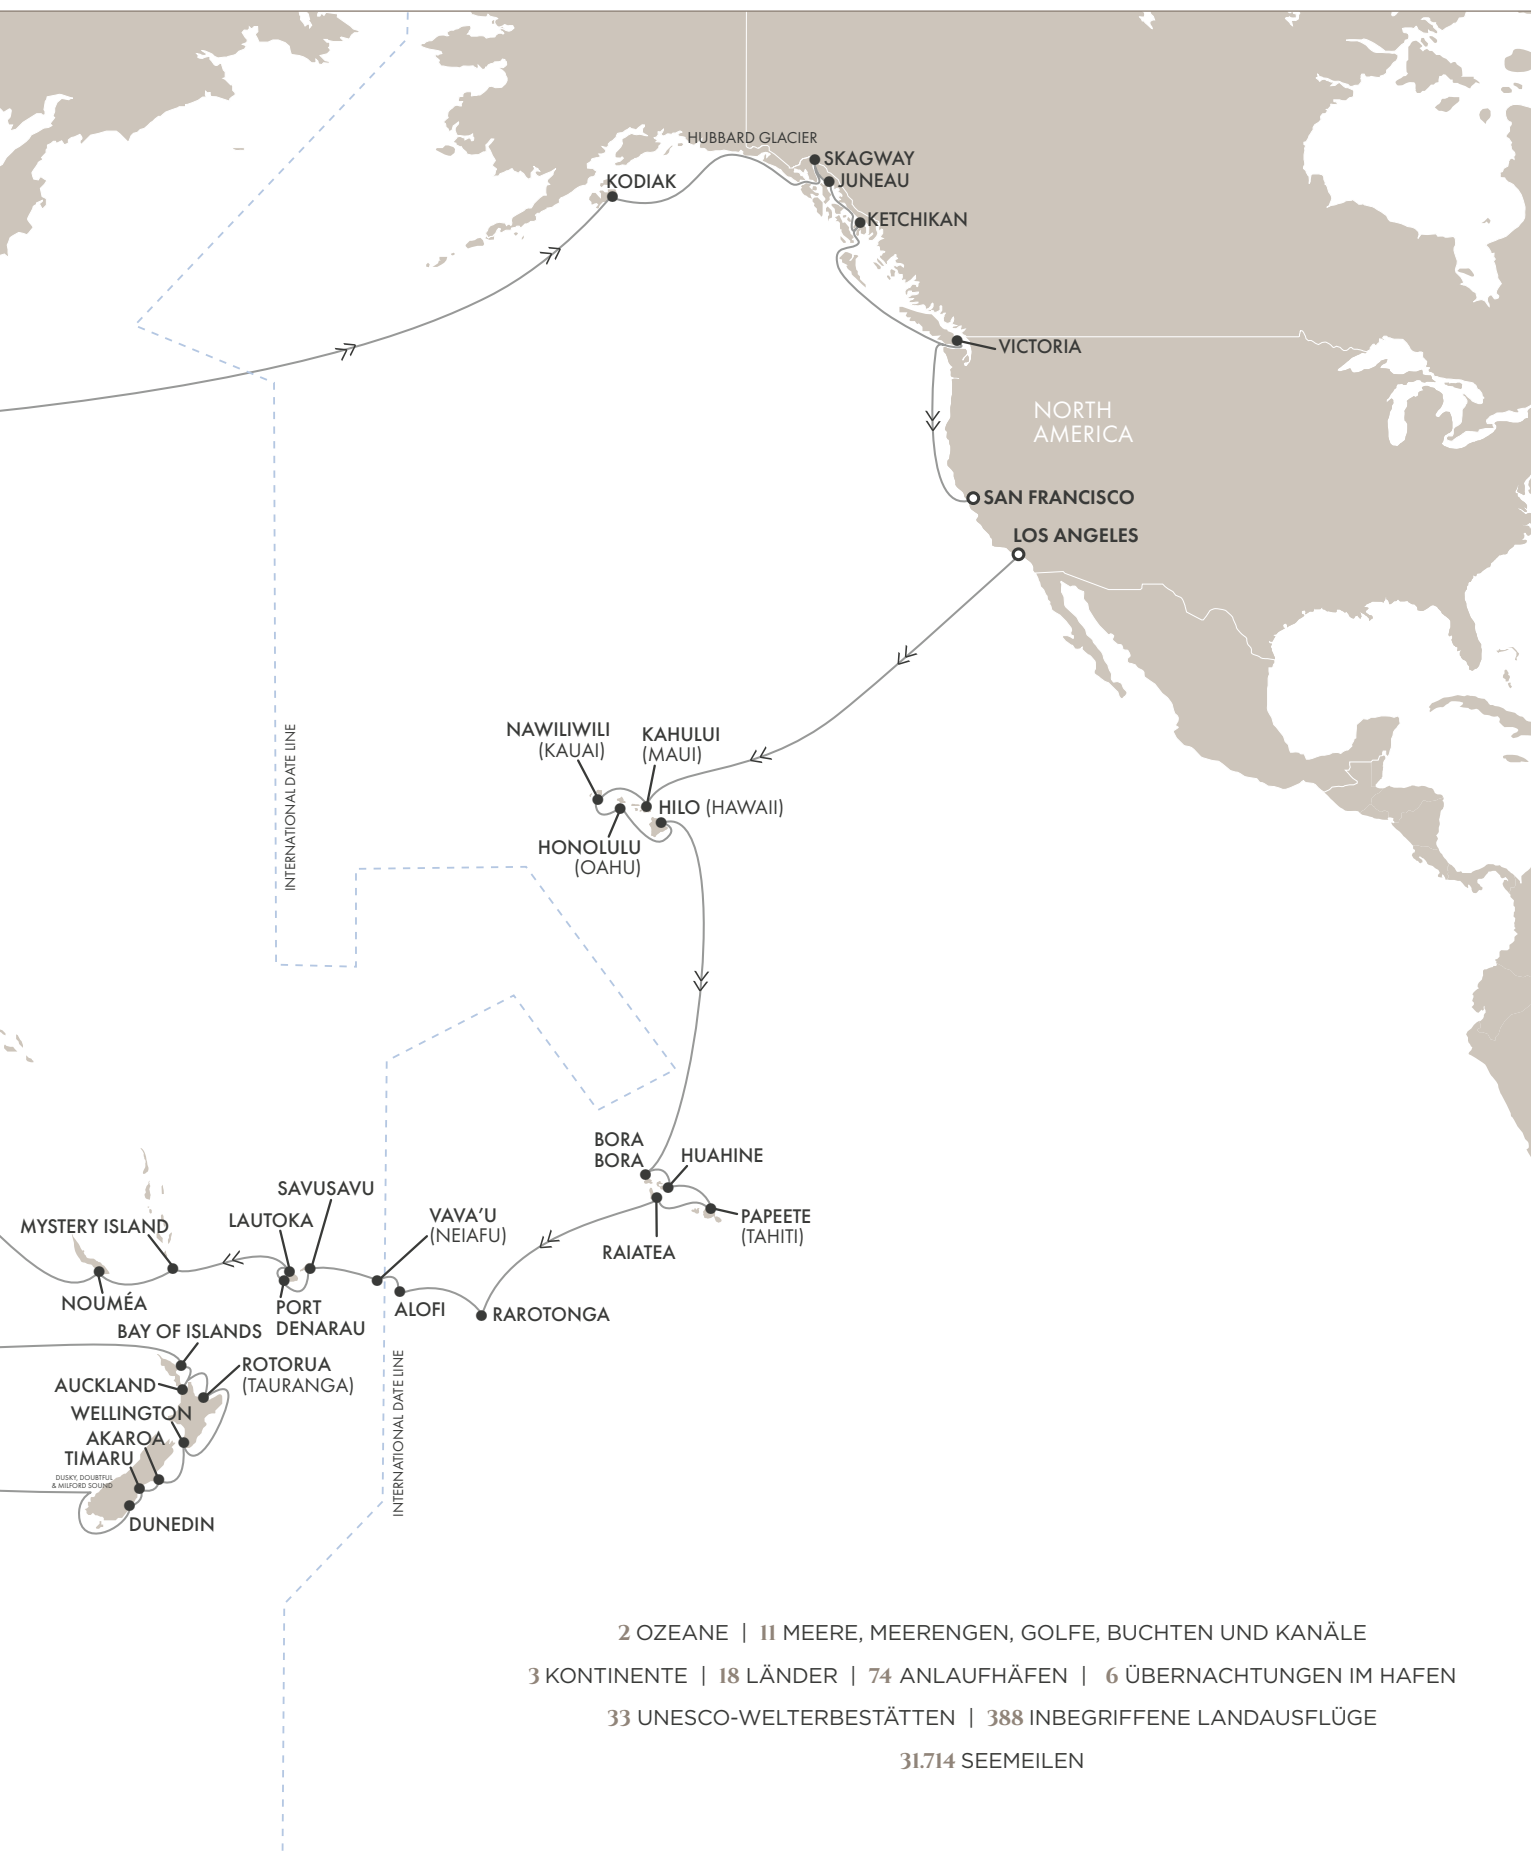 HUBBARD GLACIER
SKAGWAY
KODIAK
JUNEAU
KETCHIKAN
VICTORIA
NORTH
AMERICA
SAN FRANCISCO
LOS ANGELES
INTERNATIONAL DATE LINE
NAWILIWILI
(KAUAI)
KAHULUI
(MAUI)
HILO (HAWAII)
HONOLULU
(OAHU)
BORA
BORA
HUAHINE
PAPEETE
(TAHITI)
RAIATEA
SAVUSAVU
LAUTOKA
VAVA’U
(NEIAFU)
MYSTERY ISLAND
NOUMÉA
PORT
DENARAU
ALOFI
RAROTONGA
BAY OF ISLANDS
ROTORUA
(TAURANGA)
AUCKLAND
WELLINGTON
AKAROA
TIMARU
DUSKY, DOUBTFUL
& MILFORD SOUND
DUNEDIN
INTERNATIONAL DATE LINE
2 OZEANE | 11 MEERE, MEERENGEN, GOLFE, BUCHTEN UND KANÄLE
3 KONTINENTE | 18 LÄNDER | 74 ANLAUFHÄFEN | 6 ÜBERNACHTUNGEN IM HAFEN
33 UNESCO-WELTERBESTÄTTEN | 388 INBEGRIFFENE LANDAUSFLÜGE
31.714 SEEMEILEN